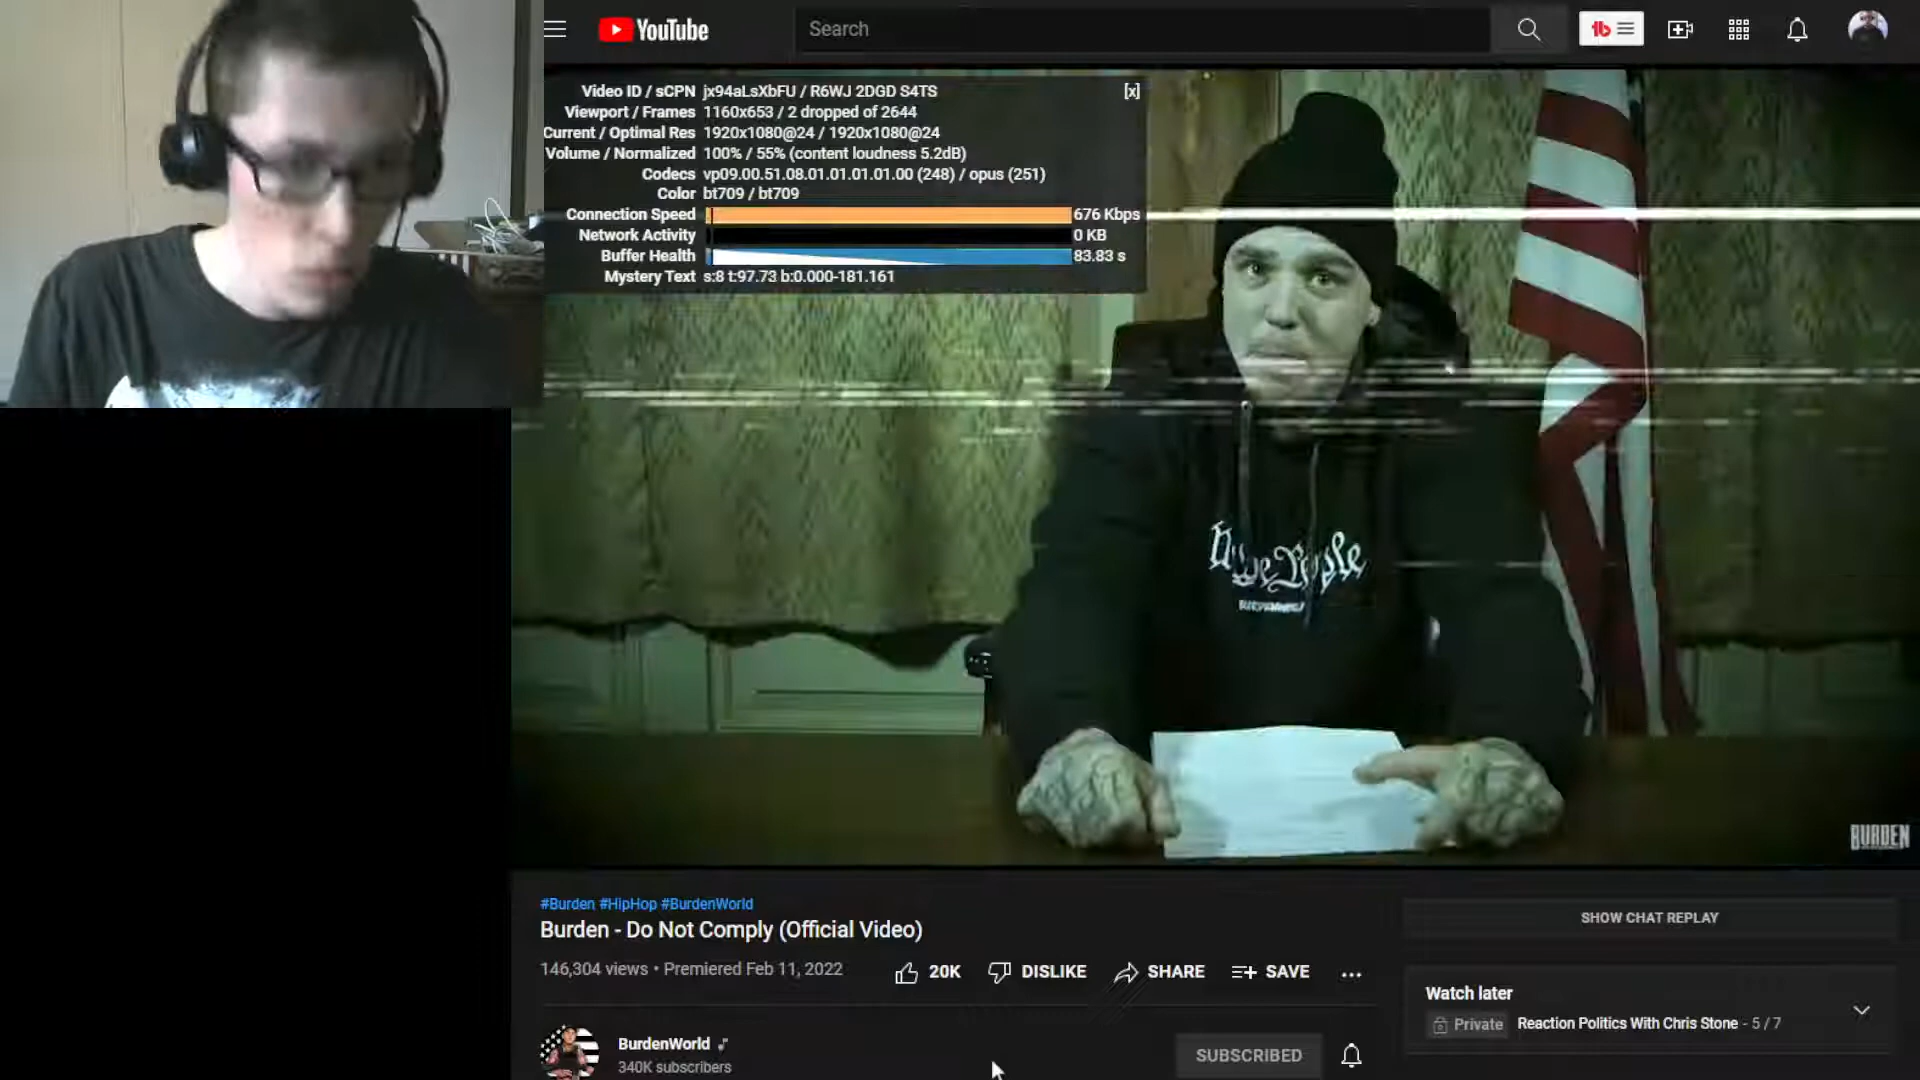 YouTube
Search
Video ID / sCPN jx94aLsXbFU / R6WJ 2DGD S4TS
[x]
Viewport / Frames 1160x653 / 2 dropped of 2644
Current / Optimal Res 1920x1080@24 / 1920x1080@24
Volume / Normalized 100% / 55% (content loudness 5.2dB)
Codecs vp09.00.51.08.01.01.01.01.00 (248) / opus (251)
Color bt709 / bt709
Connection Speed 676 Kbps
Network Activity 0 KB
Buffer Health 83.83 s
Mystery Text s:8 t:97.73 b:0.000-181.161
We The People
BURDEN
#Burden #HipHop #BurdenWorld
Burden - Do Not Comply (Official Video)
146,304 views • Premiered Feb 11, 2022
20K DISLIKE SHARE SAVE
SHOW CHAT REPLAY
Watch later
Private Reaction Politics With Chris Stone - 5 / 7
BurdenWorld
340K subscribers
SUBSCRIBED